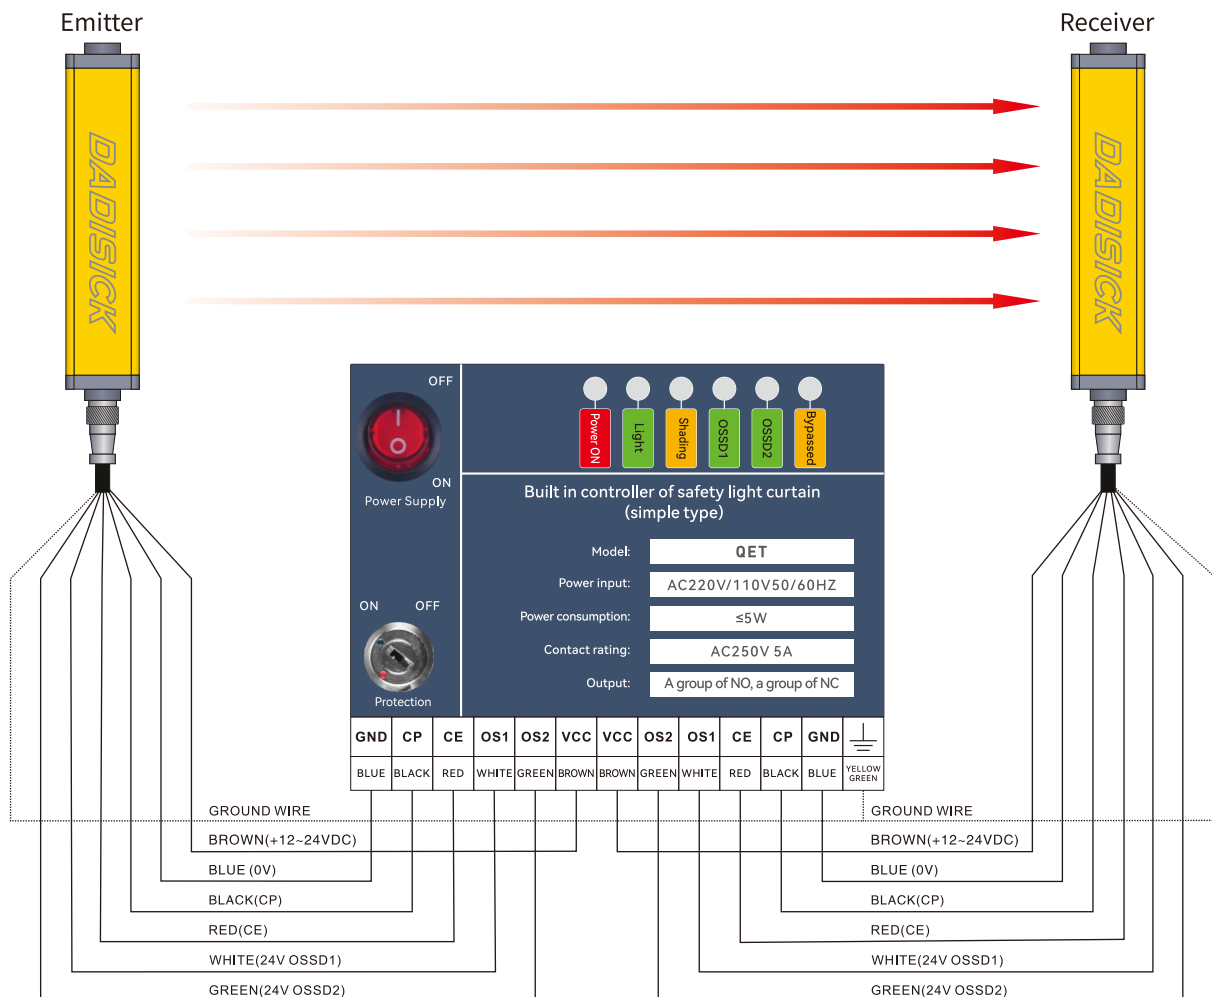 Emitter
Receiver
DADISICK
DADISICK
OFF
I
O
ON
Power Supply
Power ON
Light
Shading
OSSD1
OSSD2
Bypassed
Built in controller of safety light curtain
(simple type)
Model: QET
Power input: AC220V/110V50/60HZ
Power consumption: ≤5W
Contact rating: AC250V 5A
Output: A group of NO, a group of NC
ON OFF
Protection
GND CP CE OS1 OS2 VCC VCC OS2 OS1 CE CP GND
BLUE BLACK RED WHITE GREEN BROWN BROWN GREEN WHITE RED BLACK BLUE YELLOW
GREEN
GROUND WIRE
BROWN(+12~24VDC)
BLUE (0V)
BLACK(CP)
RED(CE)
WHITE(24V OSSD1)
GREEN(24V OSSD2)
GROUND WIRE
BROWN(+12~24VDC)
BLUE (0V)
BLACK(CP)
RED(CE)
WHITE(24V OSSD1)
GREEN(24V OSSD2)